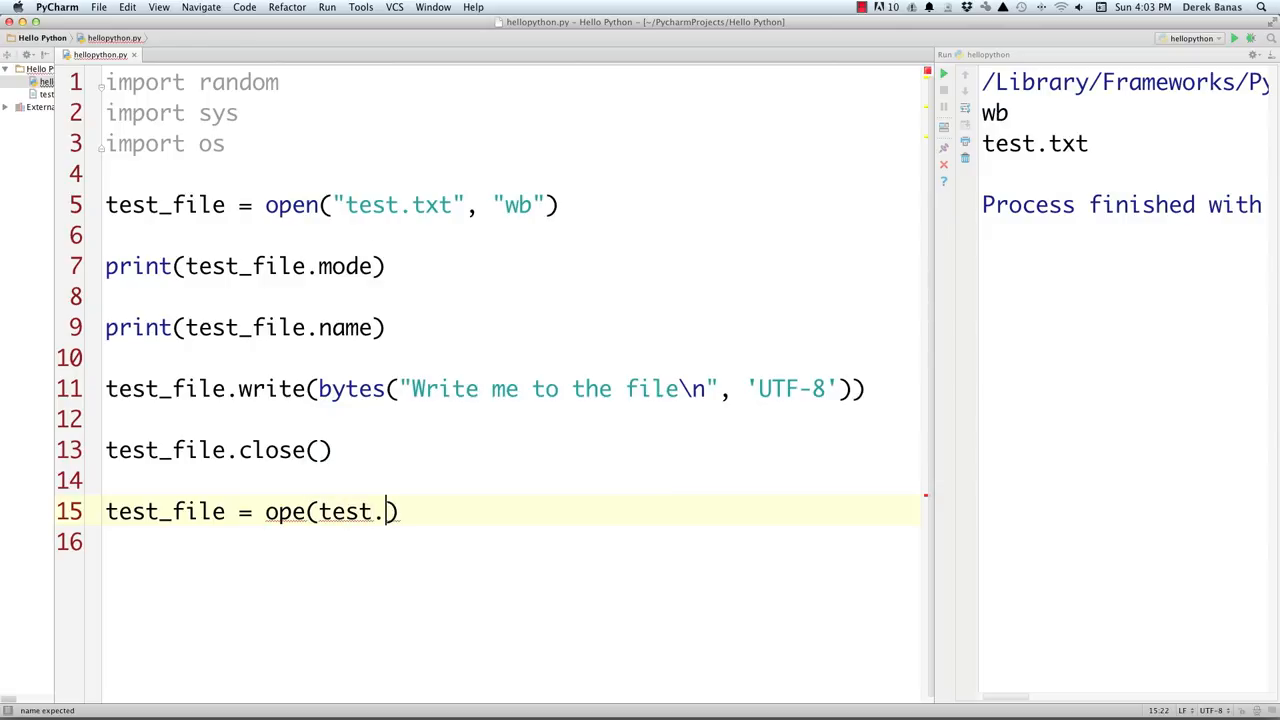 PyCharm File Edit View Navigate Code Refactor Run Tools VCS Window Help 10 Sun 4:03 PM Derek Banas
hellopython.py – Hello Python – [~/PycharmProjects/Hello Python]
Hello Python hellopython.py hellopython
hellopython.py Run hellopython
Hello P
hell
test
Externa
1 import random
2 import sys
3 import os
4
5 test_file = open("test.txt", "wb")
6
7 print(test_file.mode)
8
9 print(test_file.name)
10
11 test_file.write(bytes("Write me to the file\n", 'UTF-8'))
12
13 test_file.close()
14
15 test_file = ope(test.)
16
/Library/Frameworks/Py
wb
test.txt
Process finished with
name expected 15:22 LF UTF-8